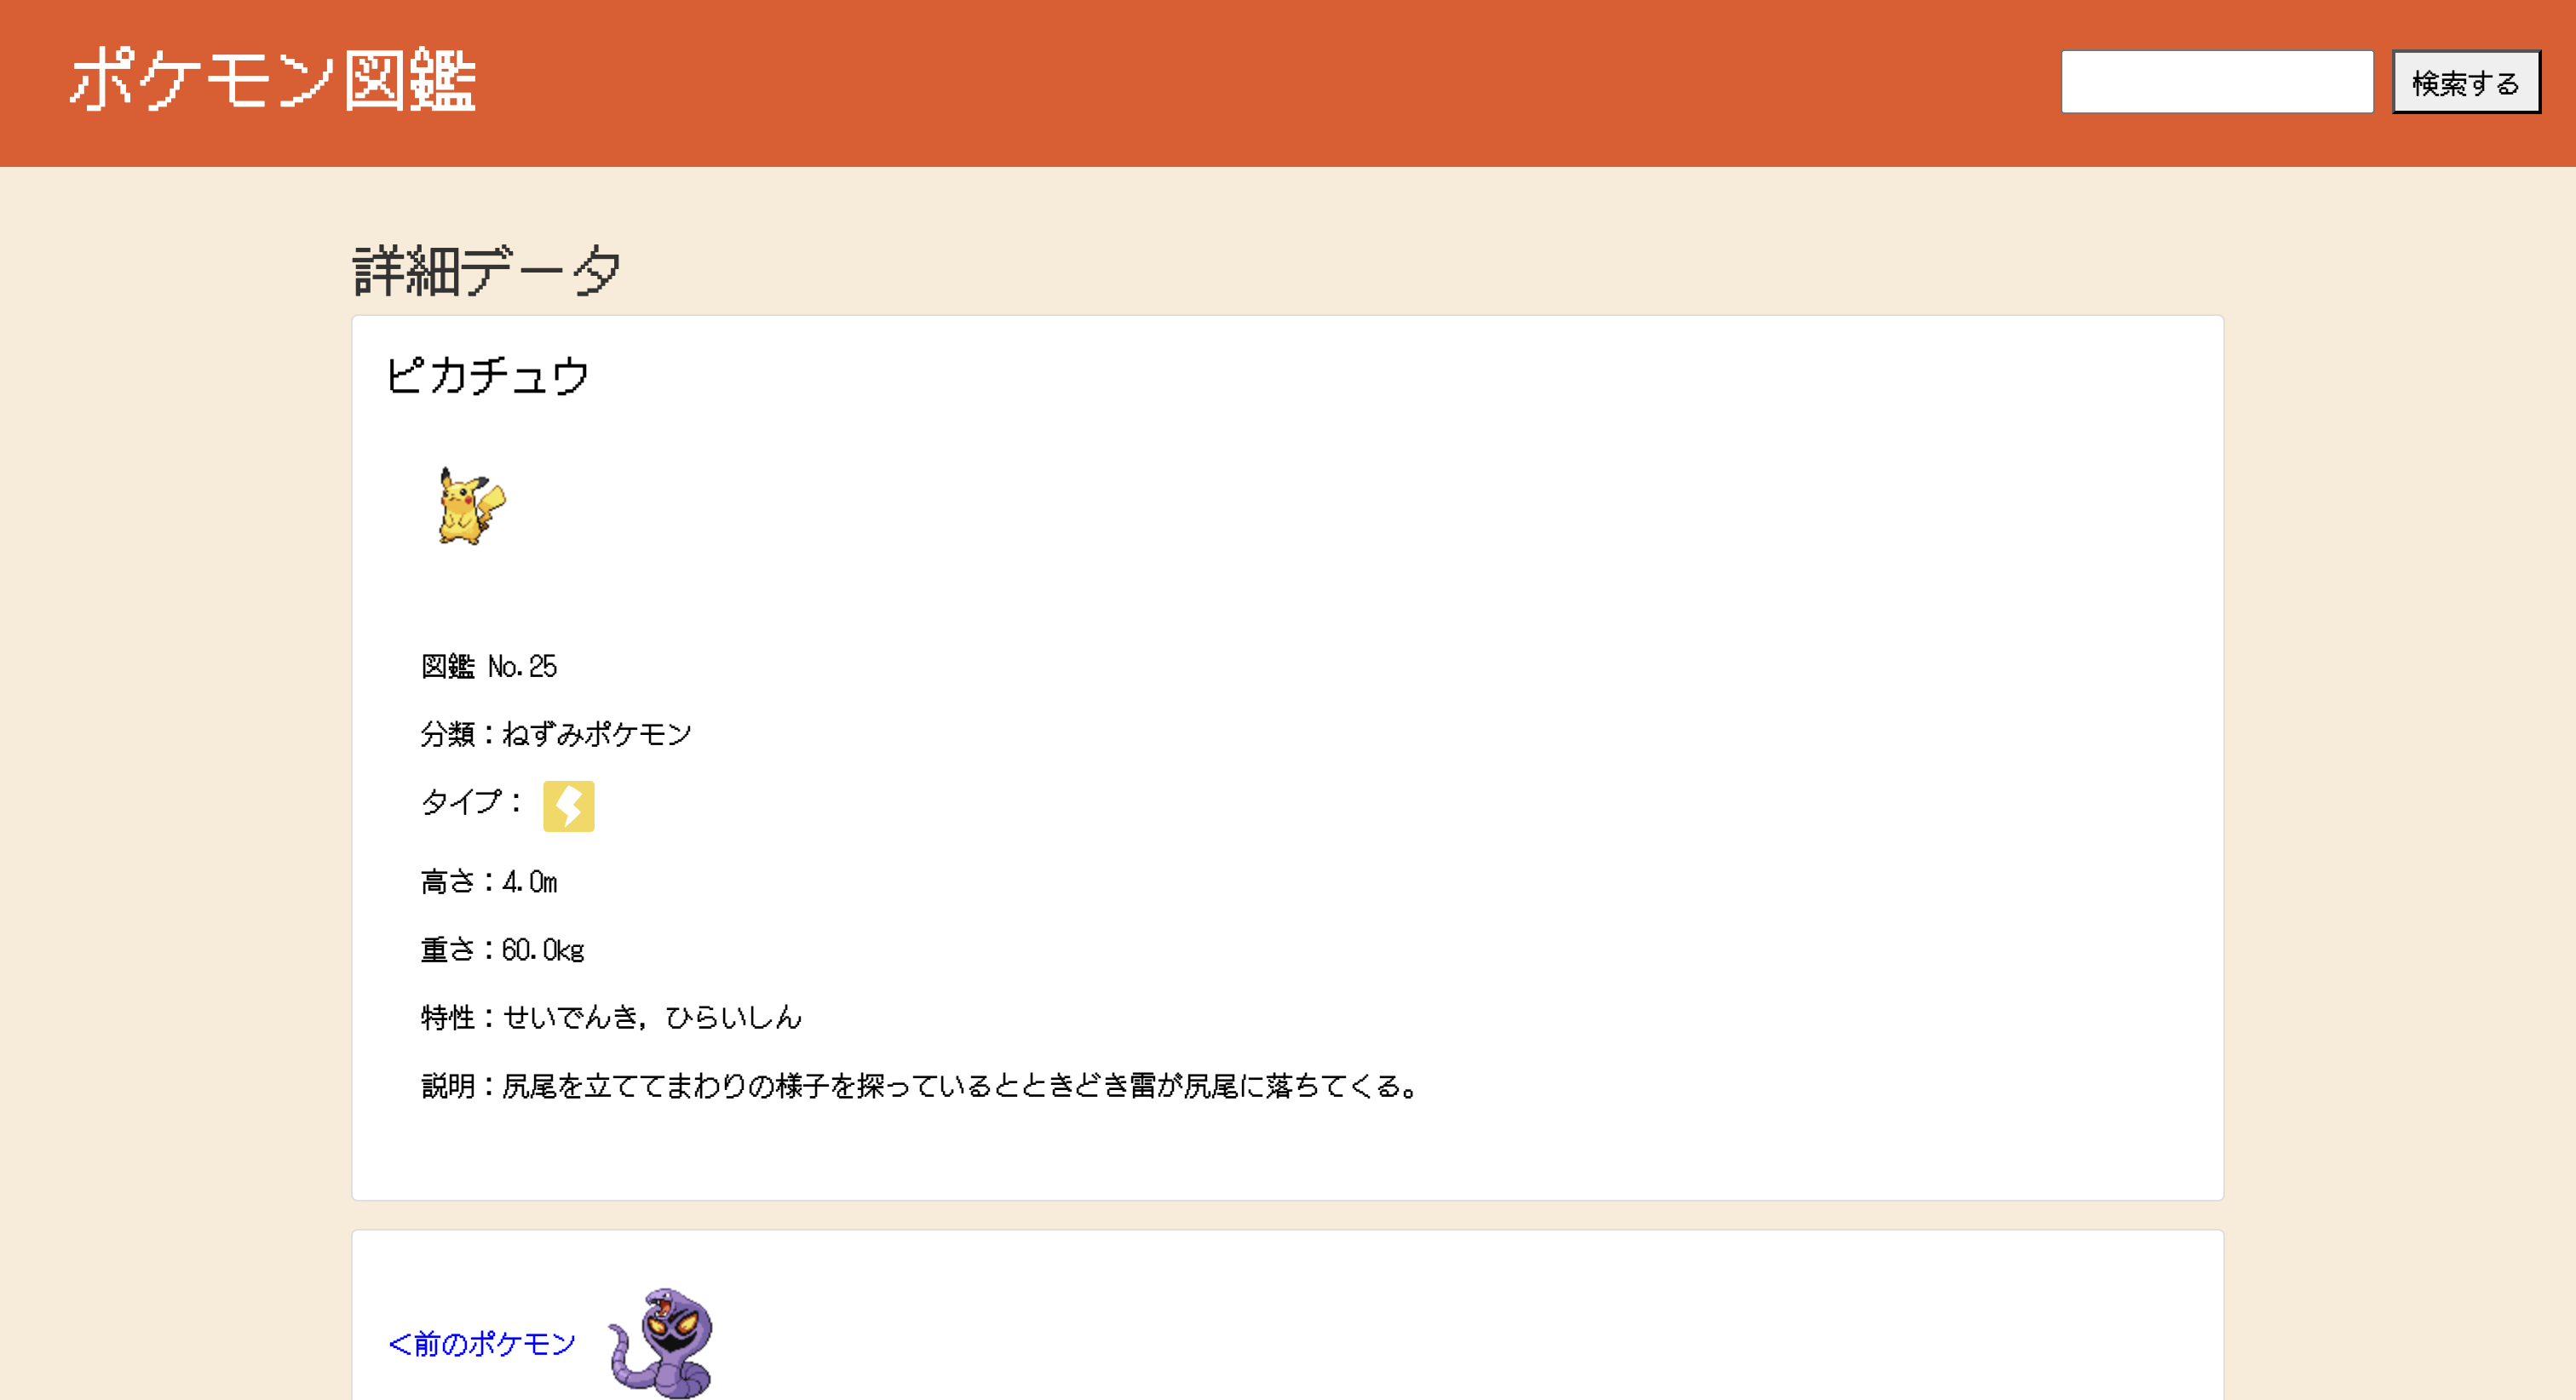 ポケモン図鑑
検索する
詳細データ
ピカチュウ
図鑑 No.25
分類：ねずみポケモン
タイプ：
高さ：4.0m
重さ：60.0kg
特性：せいでんき, ひらいしん
説明：尻尾を立ててまわりの様子を探っているとときどき雷が尻尾に落ちてくる。
＜前のポケモン